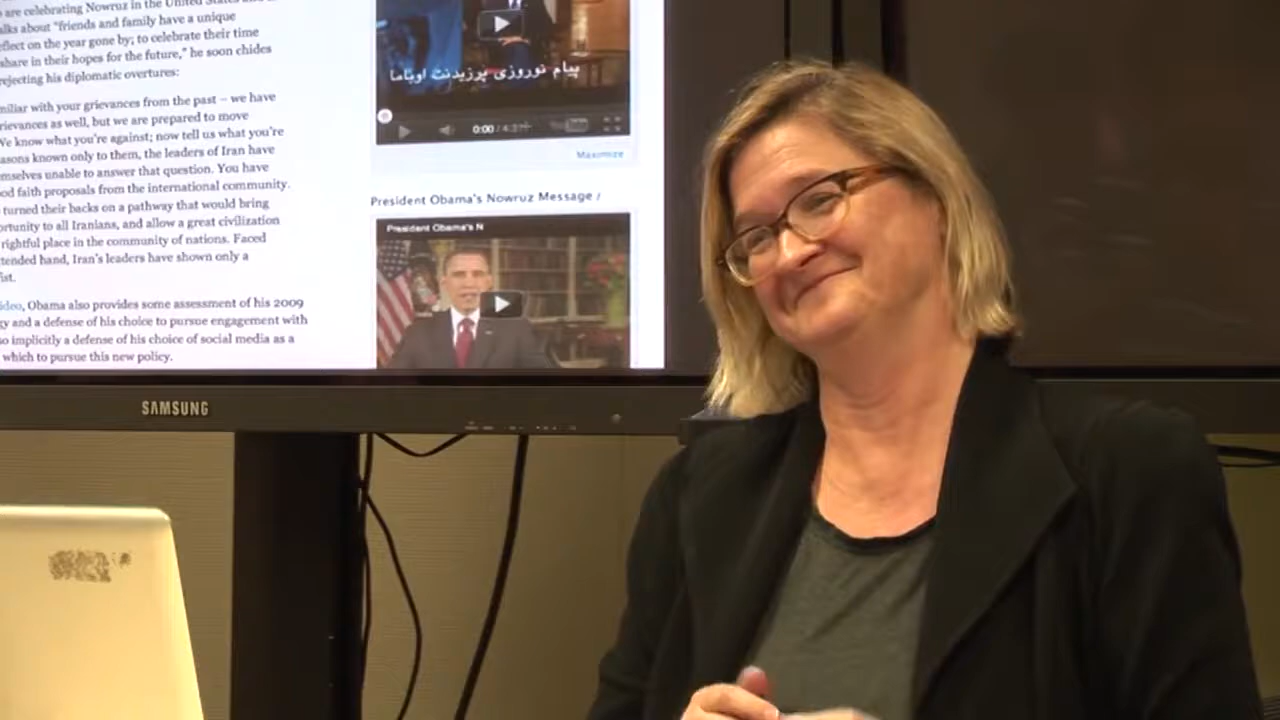 are celebrating Nowruz in the United States and
talks about "friends and family have a unique
eflect on the year gone by; to celebrate their time
share in their hopes for the future," he soon chides
rejecting his diplomatic overtures:
miliar with your grievances from the past – we have
rievances as well, but we are prepared to move
We know what you're against; now tell us what you're
asons known only to them, the leaders of Iran have
mselves unable to answer that question. You have
od faith proposals from the international community.
turned their backs on a pathway that would bring
ortunity to all Iranians, and allow a great civilization
rightful place in the community of nations. Faced
tended hand, Iran's leaders have shown only a
ist.
ideo, Obama also provides some assessment of his 2009
gy and a defense of his choice to pursue engagement with
so implicitly a defense of his choice of social media as a
which to pursue this new policy.
پیام نوروزی پرزیدنت اوباما
0:00 / 4:37
Maximize
President Obama's Nowruz Message /
President Obama's N
SAMSUNG